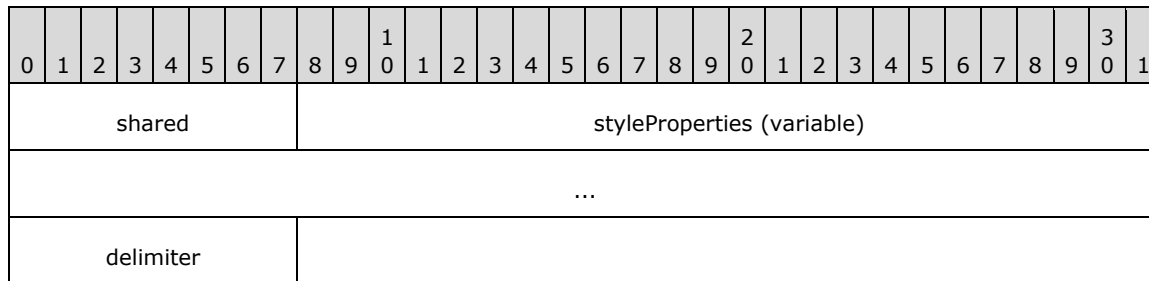 1 2 3
0 1 2 3 4 5 6 7 8 9 0 1 2 3 4 5 6 7 8 9 0 1 2 3 4 5 6 7 8 9 0 1
shared styleProperties (variable)
...
delimiter